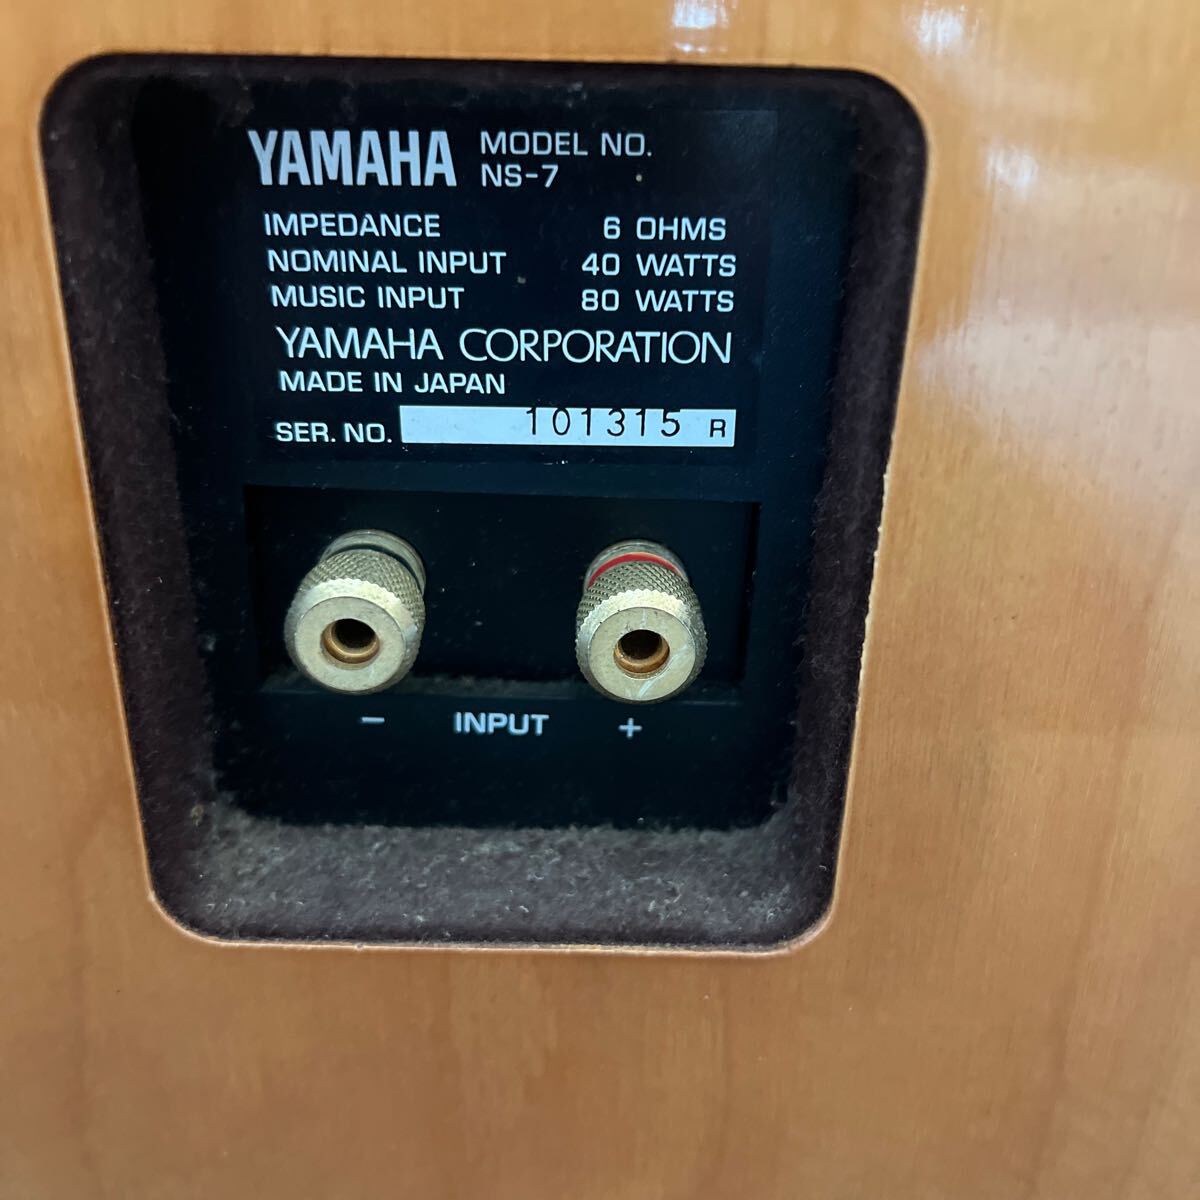 YAMAHA MODEL NO.
NS-7
IMPEDANCE 6 OHMS
NOMINAL INPUT 40 WATTS
MUSIC INPUT 80 WATTS
YAMAHA CORPORATION
MADE IN JAPAN
SER. NO. 101315 R
− INPUT +